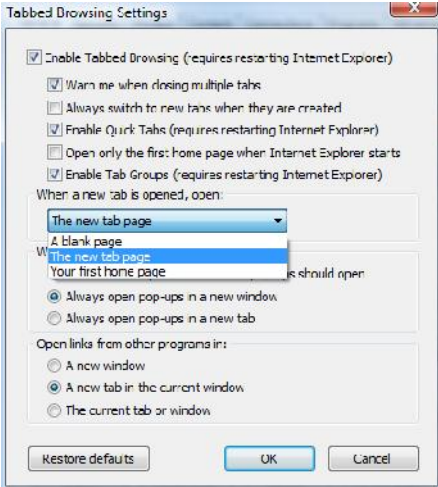 Tabbed Browsing Settings
Enable Tabbed Browsing (requires restarting Internet Explorer)
Warn me when closing multiple tabs
Always switch to new tabs when they are created
Enable Quick Tabs (requires restarting Internet Explorer)
Open only the first home page when Internet Explorer starts
Enable Tab Groups (requires restarting Internet Explorer)
When a new tab is opened, open:
The new tab page
A blank page
The new tab page
Your first home page
should open
Always open pop-ups in a new window
Always open pop-ups in a new tab
Open links from other programs in:
A new window
A new tab in the current window
The current tab or window
Restore defaults
OK
Cancel